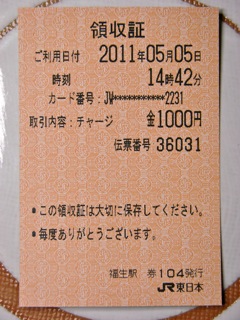 領収証
ご利用日付 2011年05月05日
時刻 14時42分
カード番号:JW***********2231
取引内容:チャージ 金1000円
伝票番号 36031
*この領収証は大切に保存してください。
*毎度ありがとうございます。
福生駅 券104発行
JR東日本